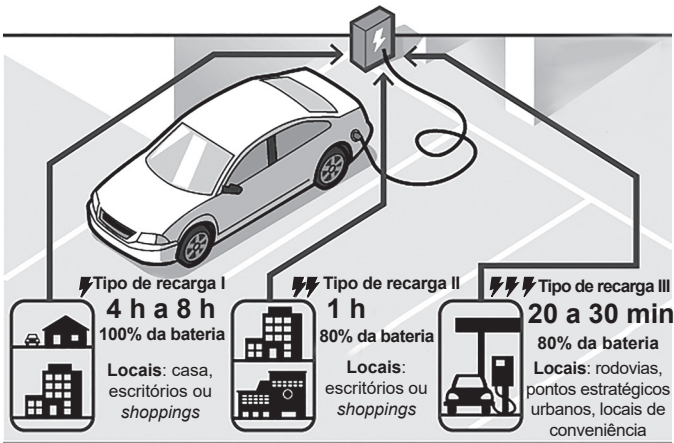 Tipo de recarga I
4 h a 8 h
100% da bateria
Locais: casa,
escritórios ou
shoppings
Tipo de recarga II
1 h
80% da bateria
Locais:
escritórios ou
shoppings
Tipo de recarga III
20 a 30 min
80% da bateria
Locais: rodovias,
pontos estratégicos
urbanos, locais de
conveniência